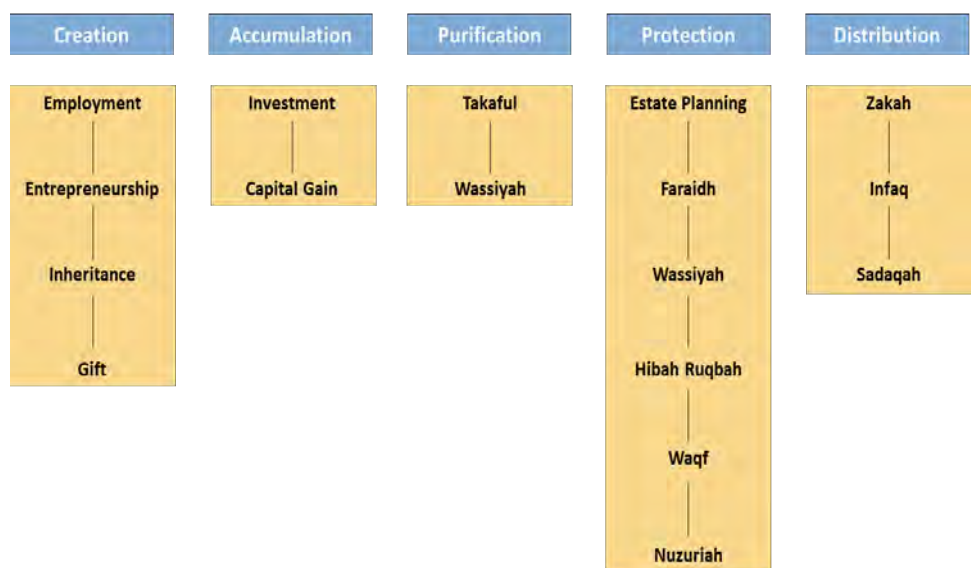 Creation
Accumulation
Purification
Protection
Distribution
Employment
Entrepreneurship
Inheritance
Gift
Investment
Capital Gain
Takaful
Wassiyah
Estate Planning
Faraidh
Wassiyah
Hibah Ruqbah
Waqf
Nuzuriah
Zakah
Infaq
Sadaqah